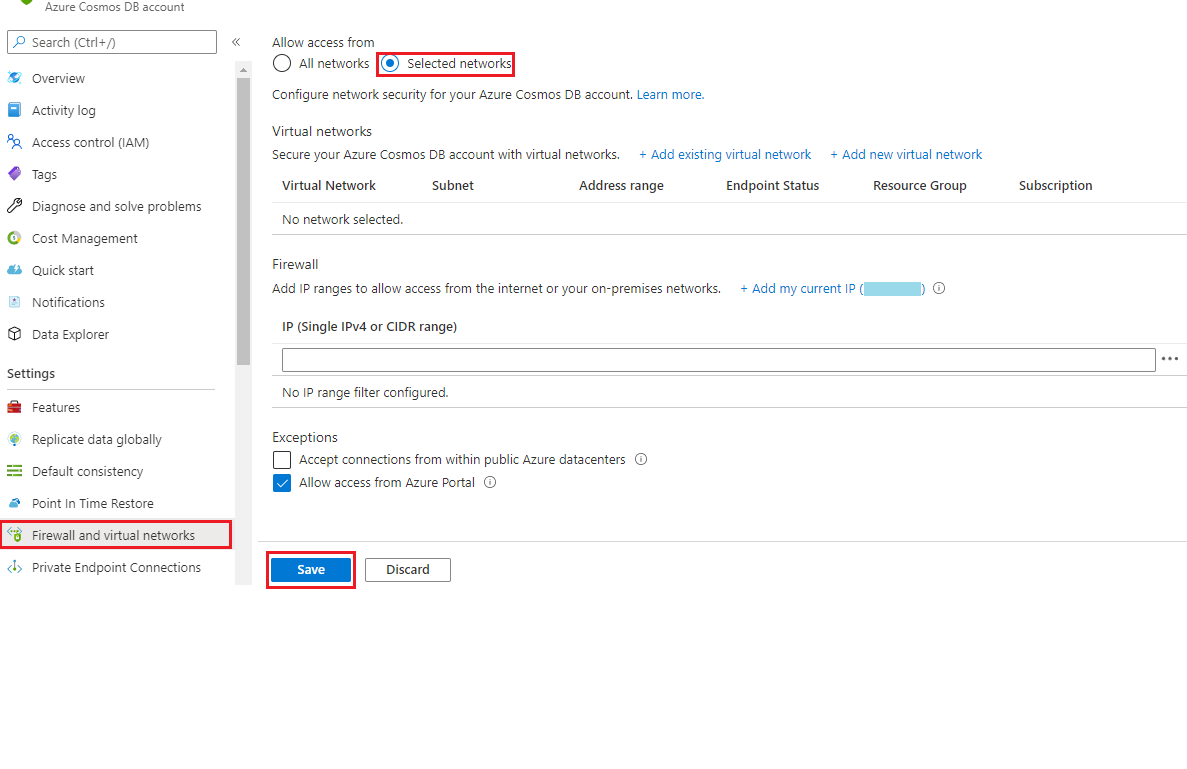 Azure Cosmos DB account
Search (Ctrl+/)
«
Overview
Activity log
Access control (IAM)
Tags
Diagnose and solve problems
Cost Management
Quick start
Notifications
Data Explorer
Settings
Features
Replicate data globally
Default consistency
Point In Time Restore
Firewall and virtual networks
Private Endpoint Connections
Allow access from
All networks Selected networks
Configure network security for your Azure Cosmos DB account. Learn more.
Virtual networks
Secure your Azure Cosmos DB account with virtual networks. + Add existing virtual network + Add new virtual network
Virtual Network Subnet Address range Endpoint Status Resource Group Subscription
No network selected.
Firewall
Add IP ranges to allow access from the internet or your on-premises networks. + Add my current IP ( )
IP (Single IPv4 or CIDR range)
No IP range filter configured.
Exceptions
Accept connections from within public Azure datacenters
Allow access from Azure Portal
Save Discard